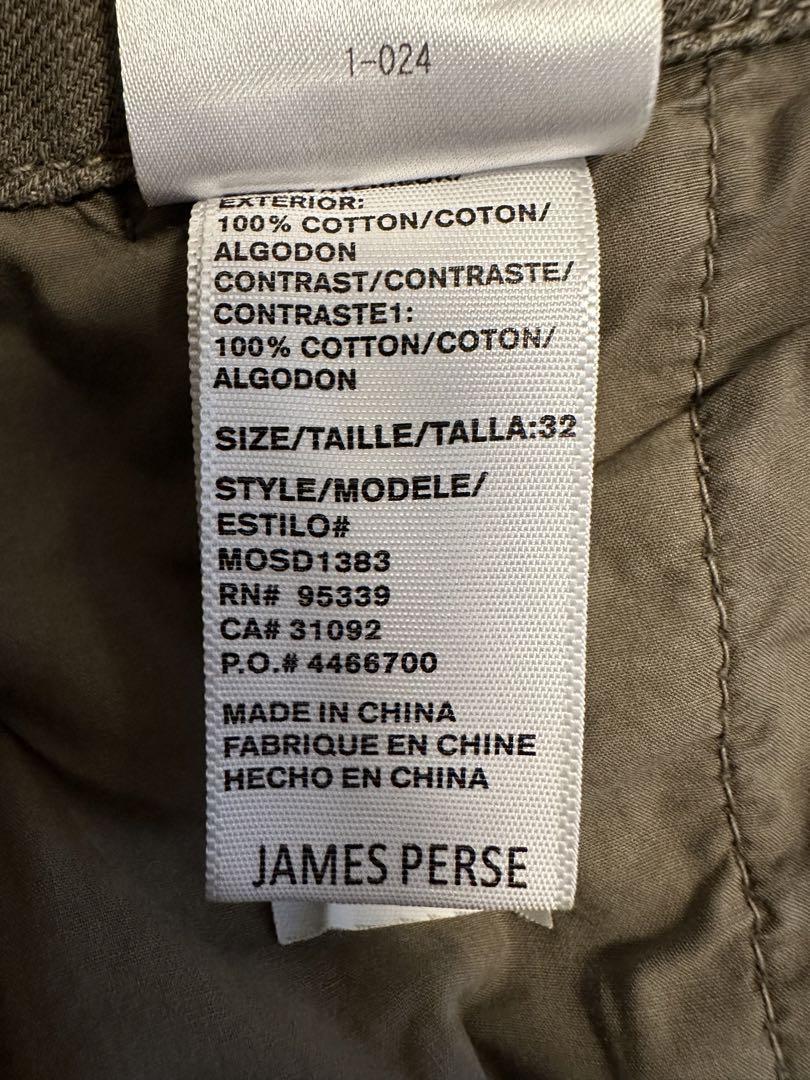 1-024
EXTERIOR:
100% COTTON/COTON/
ALGODON
CONTRAST/CONTRASTE/
CONTRASTE1:
100% COTTON/COTON/
ALGODON
SIZE/TAILLE/TALLA:32
STYLE/MODELE/
ESTILO#
MOSD1383
RN# 95339
CA# 31092
P.O.# 4466700
MADE IN CHINA
FABRIQUE EN CHINE
HECHO EN CHINA
JAMES PERSE